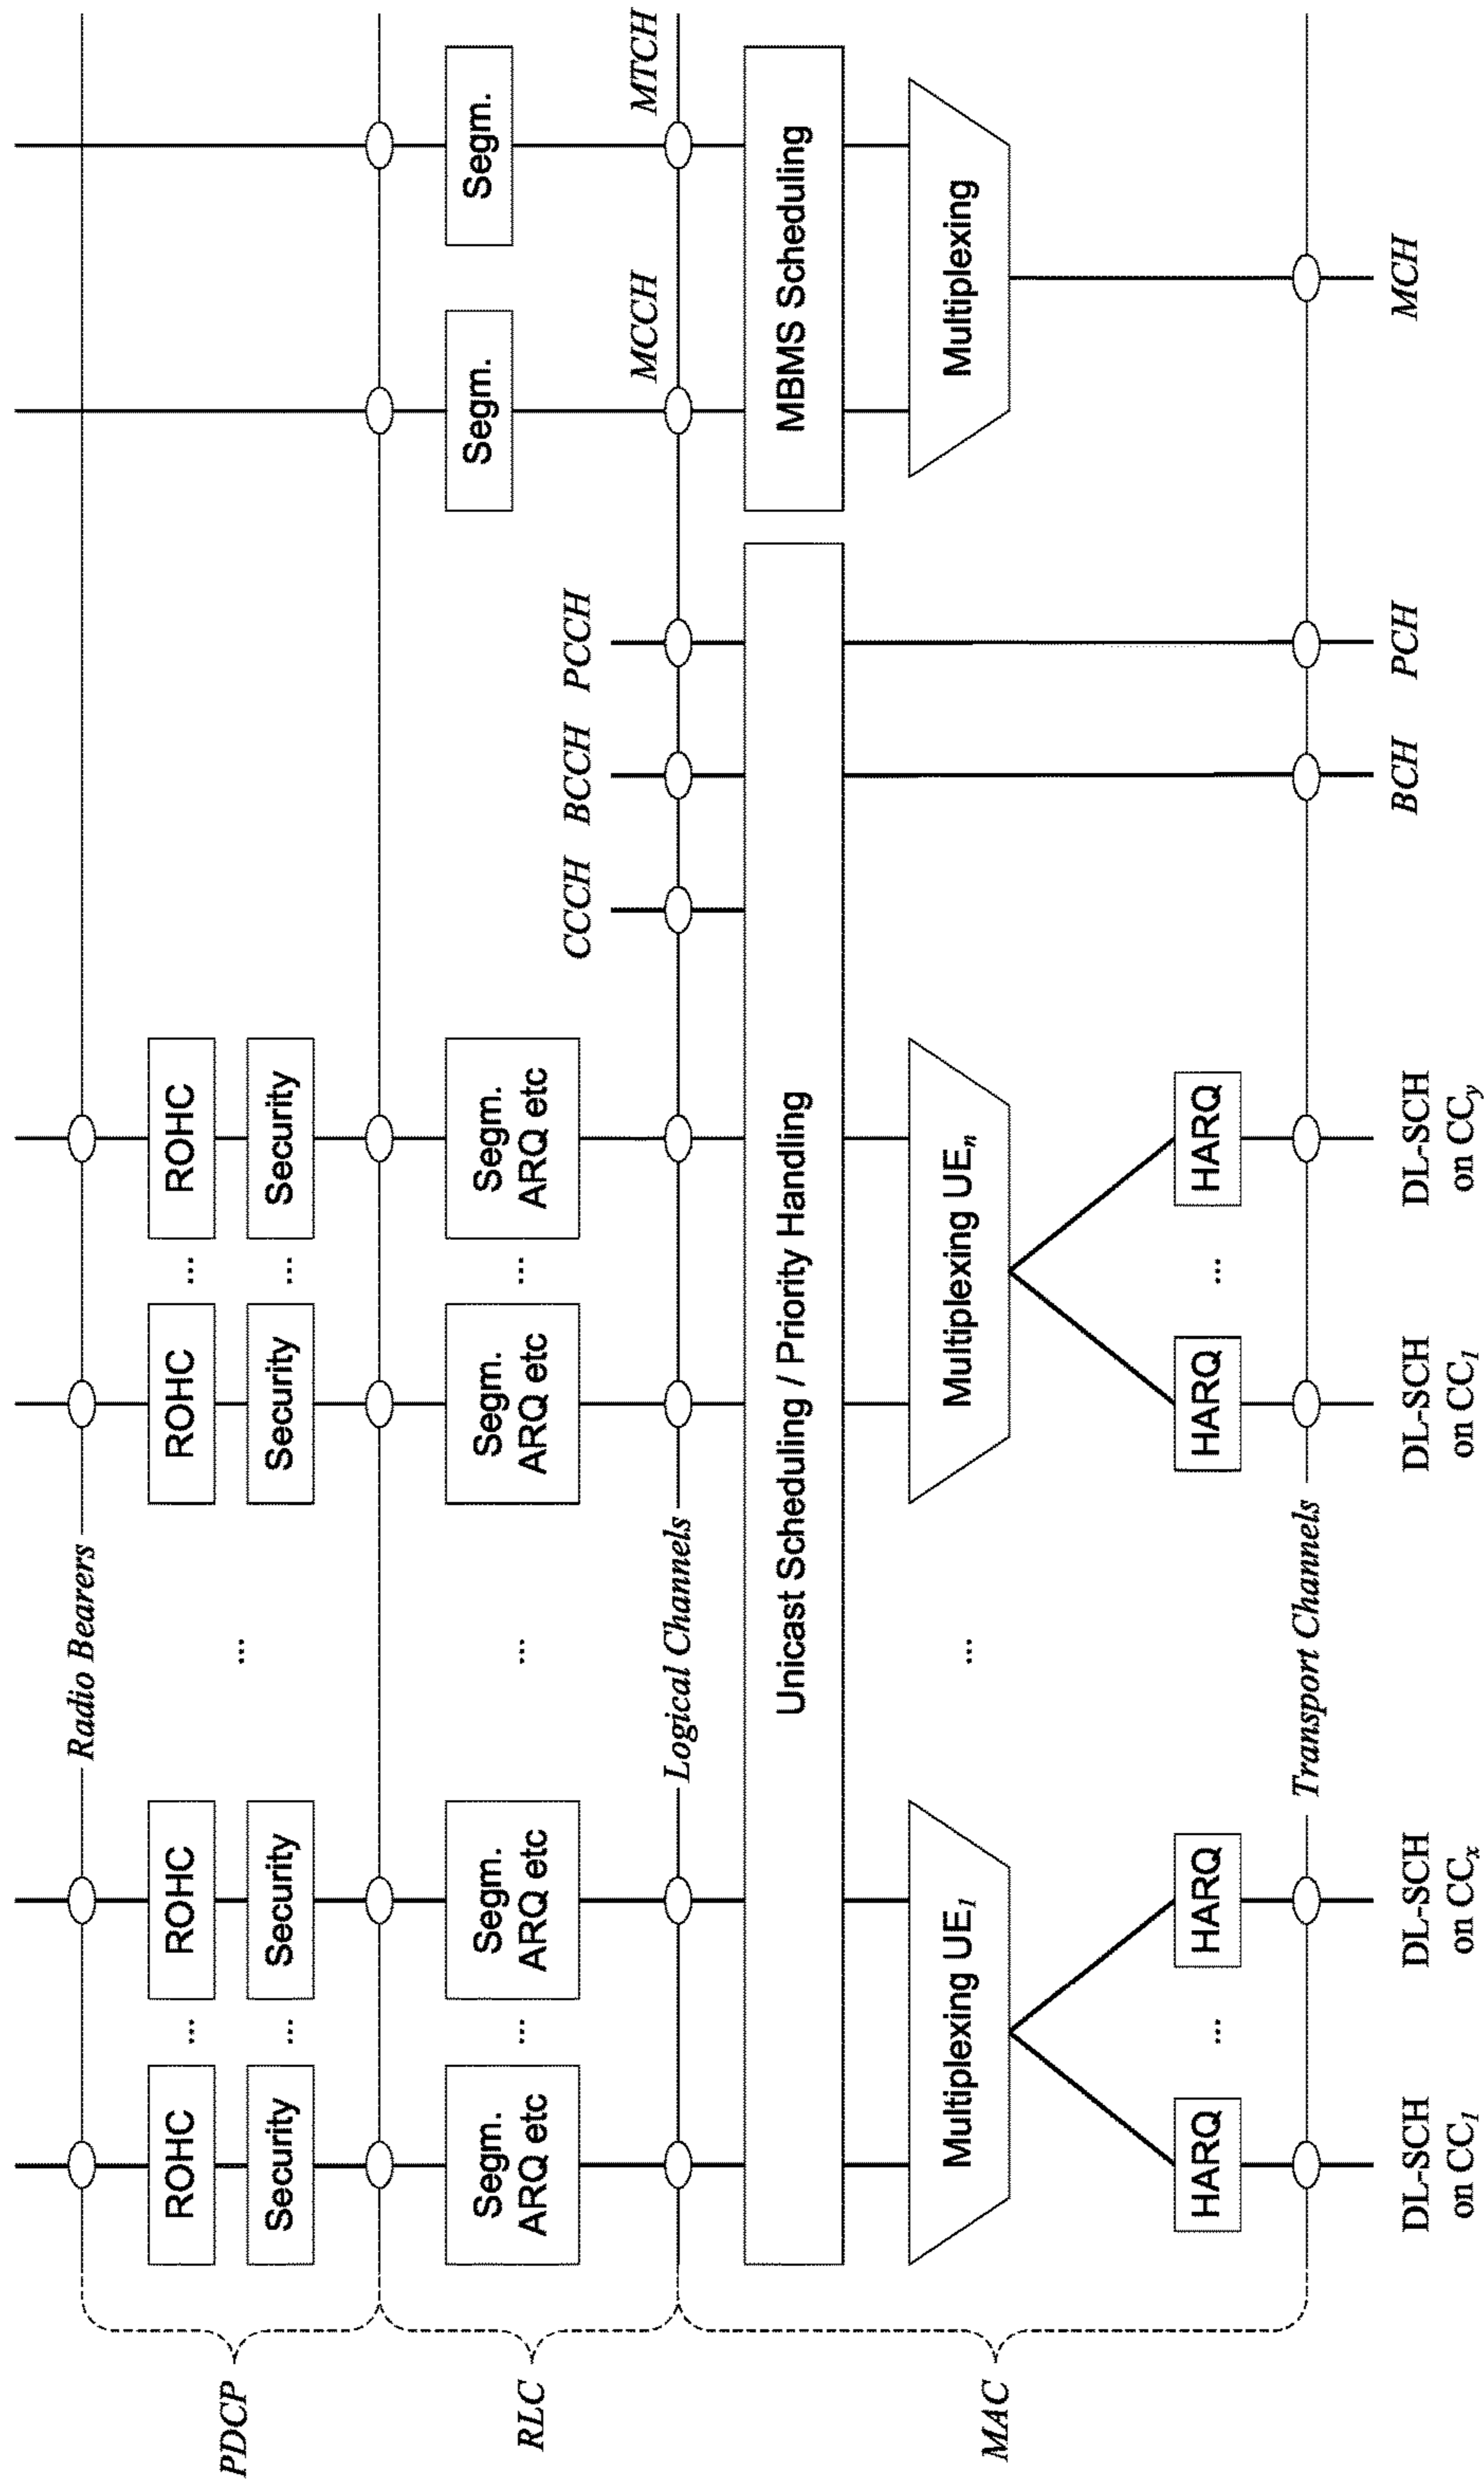 Radio Bearers
PDCP
ROHC
...
ROHC
ROHC
...
ROHC
Security
...
Security
...
Security
...
Security
RLC
Segm.
ARQ etc
...
Segm.
ARQ etc
...
Segm.
ARQ etc
...
Segm.
ARQ etc
Segm.
Segm.
Logical Channels
CCCH
BCCH
PCCH
MCCH
MTCH
MAC
Unicast Scheduling / Priority Handling
MBMS Scheduling
Multiplexing UE1
...
Multiplexing UEn
Multiplexing
HARQ
...
HARQ
HARQ
...
HARQ
Transport Channels
DL-SCH
on CC1
DL-SCH
on CCx
DL-SCH
on CC1
DL-SCH
on CCy
BCH
PCH
MCH